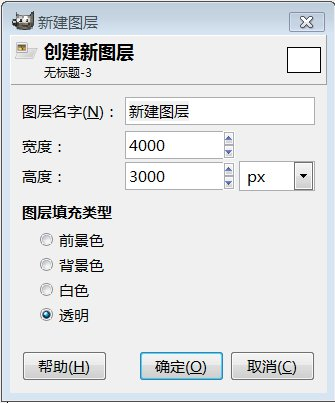 新建图层
创建新图层
无标题-3
图层名字(N)： 新建图层
宽度： 4000
高度： 3000 px
图层填充类型
前景色
背景色
白色
透明
帮助(H) 确定(O) 取消(C)